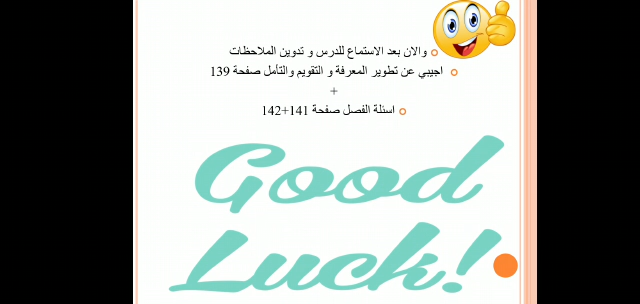 والان بعد الاستماع للدرس و تدوين الملاحظات
اجيبي عن تطوير المعرفة و التقويم والتأمل صفحة 139
+
اسئلة الفصل صفحة 141+142
Good
Luck!